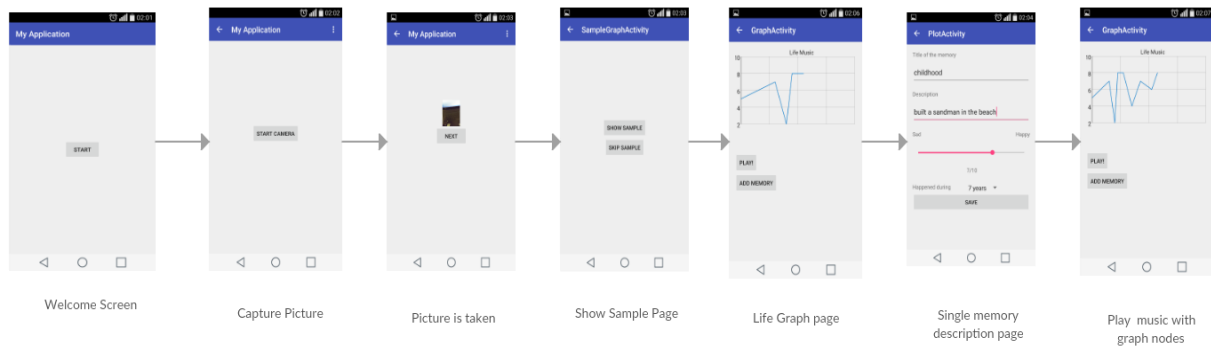 02:01
My Application
START
Welcome Screen
02:02
My Application
START CAMERA
Capture Picture
02:03
My Application
NEXT
Picture is taken
02:03
SampleGraphActivity
SHOW SAMPLE
SKIP SAMPLE
Show Sample Page
02:06
GraphActivity
Life Music
10
8
6
4
2
PLAY!
ADD MEMORY
Life Graph page
02:04
PlotActivity
Title of the memory
childhood
Description
built a sandman in the beach
Sad
Happy
7/10
Happened during
7 years
SAVE
Single memory
description page
02:07
GraphActivity
Life Music
10
8
6
4
2
PLAY!
ADD MEMORY
Play music with
graph nodes